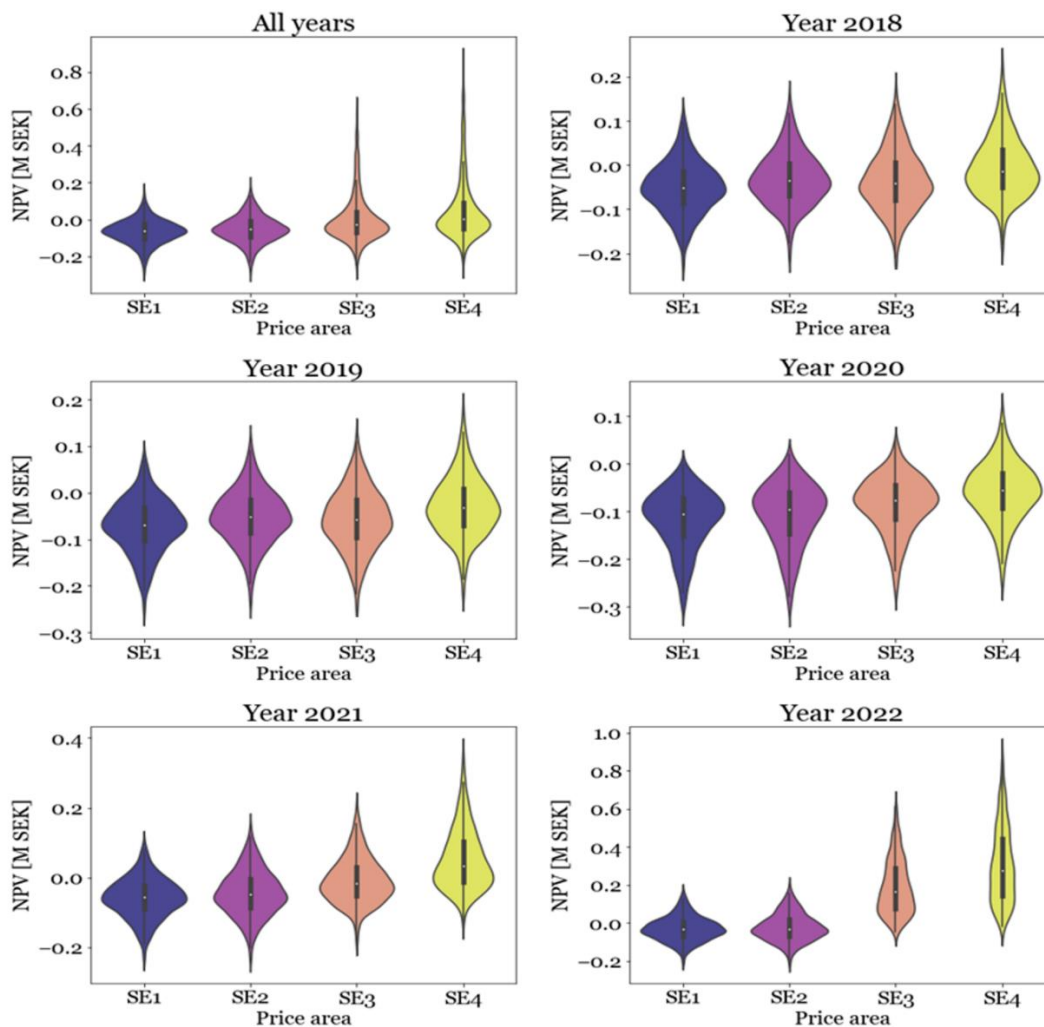 All years
NPV [M SEK]
0.8
0.6
0.4
0.2
0.0
−0.2
SE1 SE2 SE3 SE4
Price area
Year 2018
NPV [M SEK]
0.2
0.1
0.0
−0.1
−0.2
SE1 SE2 SE3 SE4
Price area
Year 2019
NPV [M SEK]
0.2
0.1
0.0
−0.1
−0.2
−0.3
SE1 SE2 SE3 SE4
Price area
Year 2020
NPV [M SEK]
0.1
0.0
−0.1
−0.2
−0.3
SE1 SE2 SE3 SE4
Price area
Year 2021
NPV [M SEK]
0.4
0.2
0.0
−0.2
SE1 SE2 SE3 SE4
Price area
Year 2022
NPV [M SEK]
1.0
0.8
0.6
0.4
0.2
0.0
−0.2
SE1 SE2 SE3 SE4
Price area